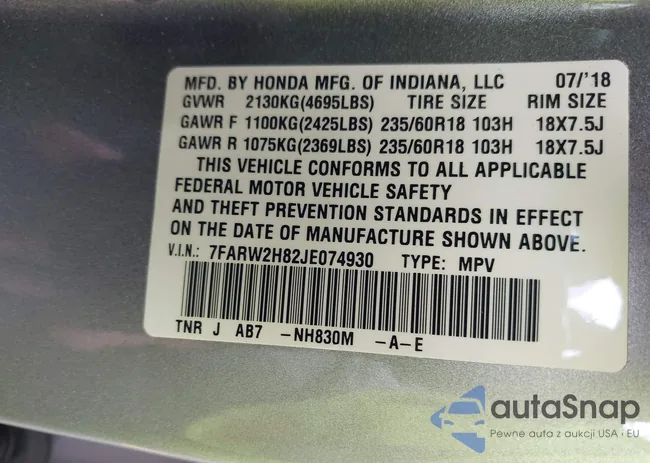 MFD. BY HONDA MFG. OF INDIANA, LLC 07/'18
GVWR 2130KG(4695LBS) TIRE SIZE RIM SIZE
GAWR F 1100KG(2425LBS) 235/60R18 103H 18X7.5J
GAWR R 1075KG(2369LBS) 235/60R18 103H 18X7.5J
THIS VEHICLE CONFORMS TO ALL APPLICABLE
FEDERAL MOTOR VEHICLE SAFETY
AND THEFT PREVENTION STANDARDS IN EFFECT
ON THE DATE OF MANUFACTURE SHOWN ABOVE.
V.I.N.: 7FARW2H82JE074930 TYPE: MPV
TNR J AB7 -NH830M -A-E
autoSnap
Pewne auta z aukcji USA · EU